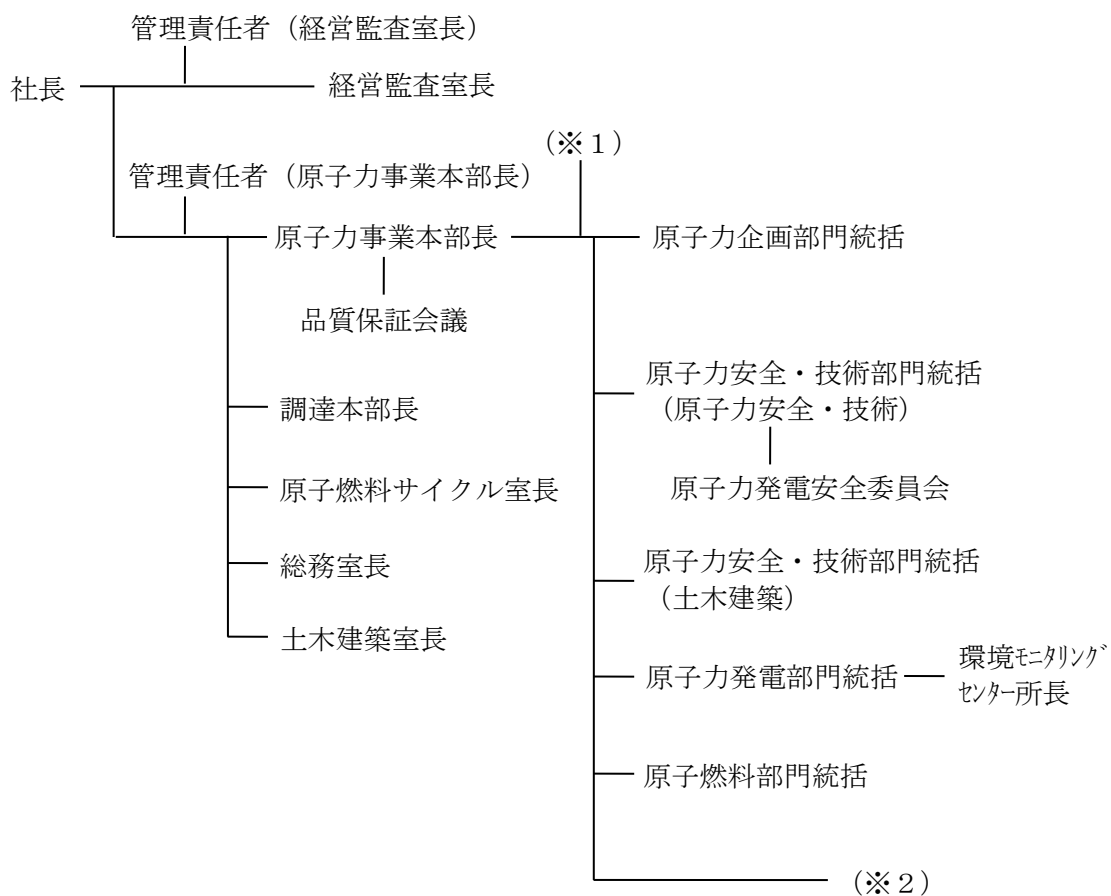 管理責任者（経営監査室長）
社長
経営監査室長
（※１）
管理責任者（原子力事業本部長）
原子力事業本部長
原子力企画部門統括
品質保証会議
原子力安全・技術部門統括
（原子力安全・技術）
調達本部長
原子力発電安全委員会
原子燃料サイクル室長
原子力安全・技術部門統括
（土木建築）
総務室長
土木建築室長
原子力発電部門統括
環境ﾓﾆﾀﾘﾝｸﾞ
ｾﾝﾀｰ所長
原子燃料部門統括
（※２）